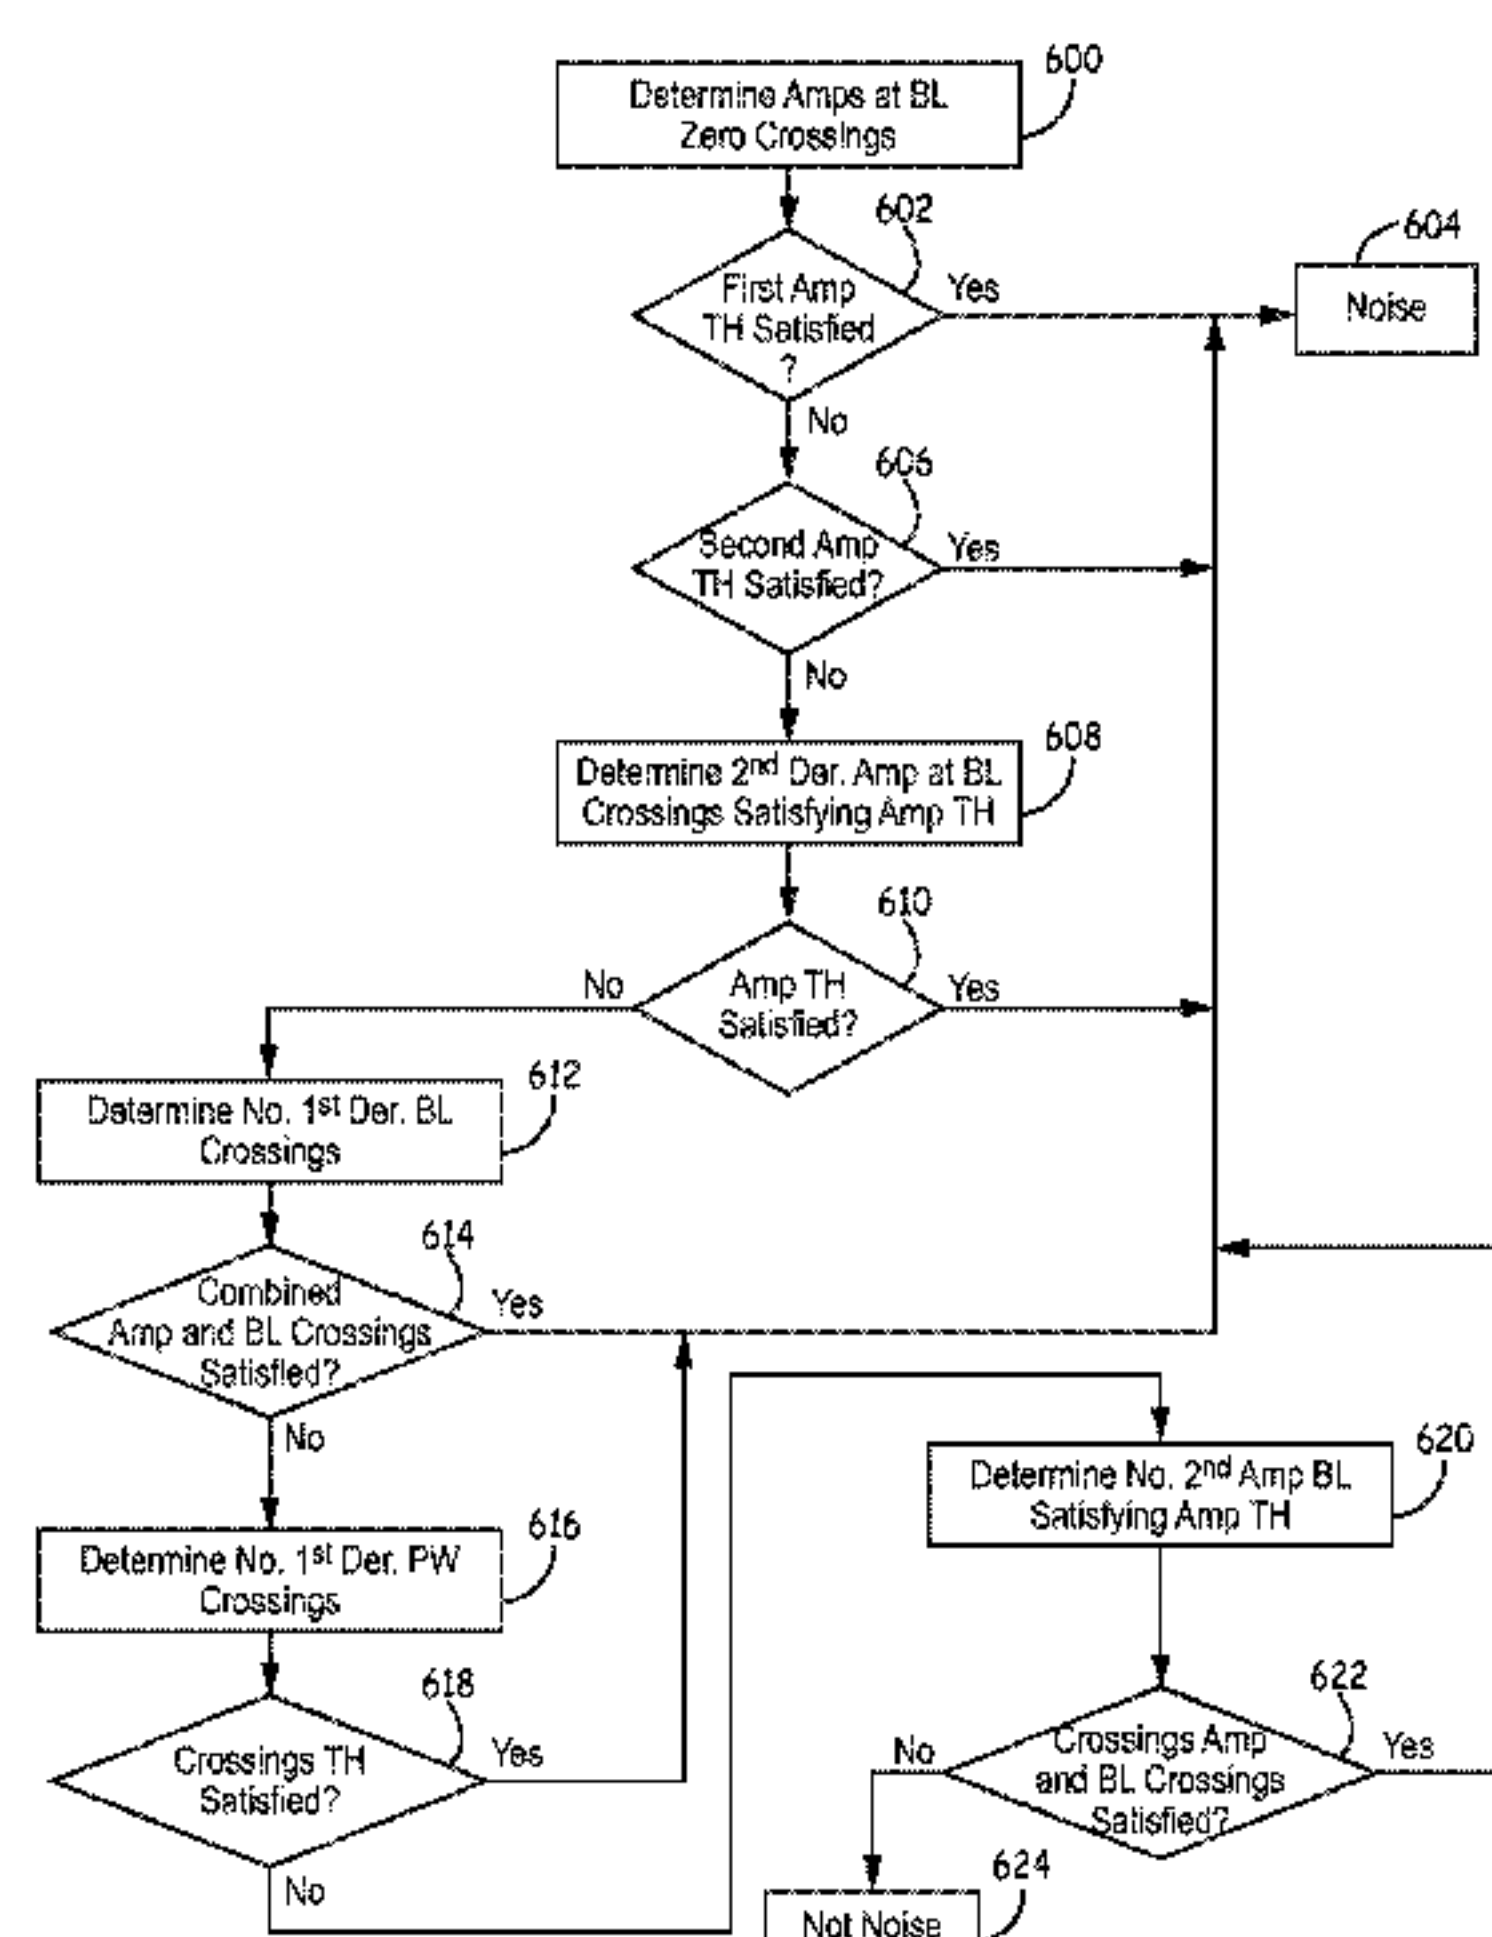 600
Determine Amps at BL
Zero Crossings
602
604
First Amp
TH Satisfied
?
Yes
Noise
No
606
Second Amp
TH Satisfied?
Yes
No
608
Determine 2nd Der. Amp at BL
Crossings Satisfying Amp TH
610
No
Amp TH
Satisfied?
Yes
612
Determine No. 1st Der. BL
Crossings
614
Combined
Amp and BL Crossings
Satisfied?
Yes
No
616
Determine No. 1st Der. PW
Crossings
618
Crossings TH
Satisfied?
Yes
No
620
Determine No. 2nd Amp BL
Satisfying Amp TH
622
No
Crossings Amp
and BL Crossings
Satisfied?
Yes
624
Not Noise